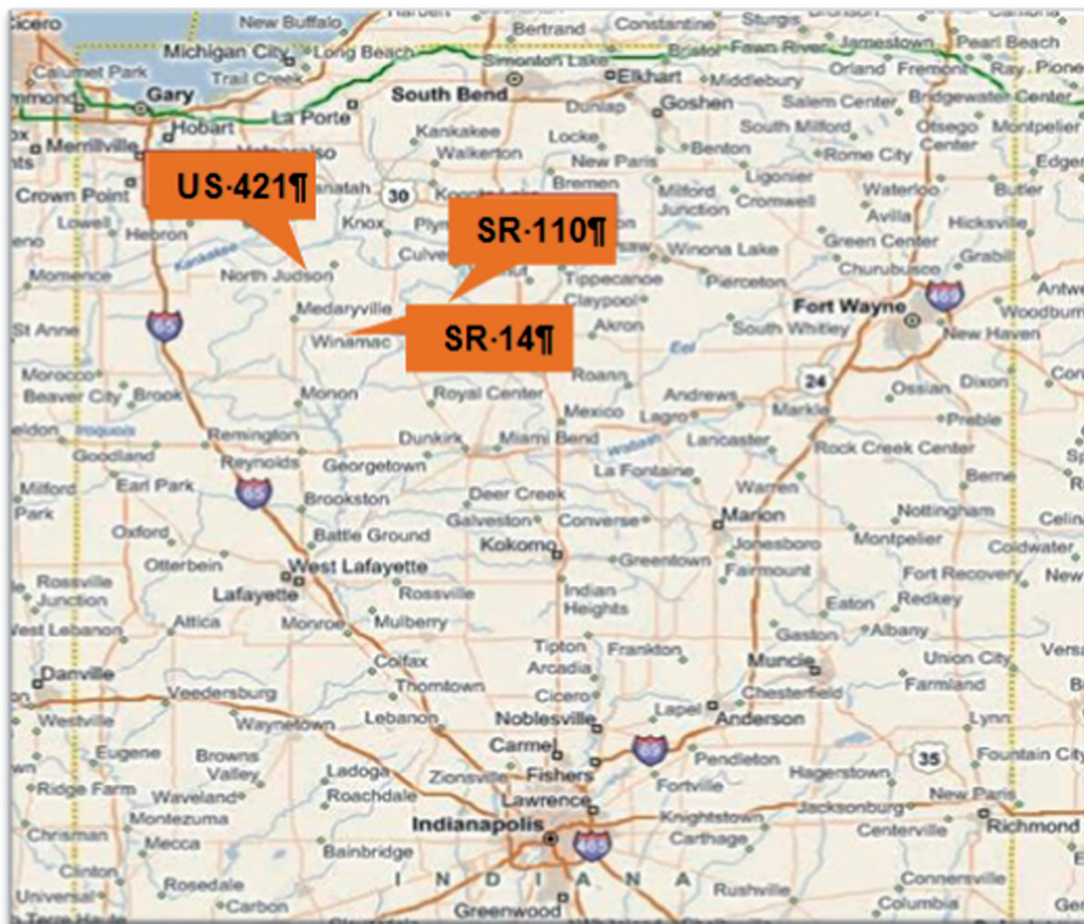 New Buffalo
Bertrand
Constantine
Sturgis
Michigan City
Long Beach
Simonton Lake
Bristol
Fawn River
Jamestown
Pearl Beach
Calumet Park
Trail Creek
Elkhart
Middlebury
Orland
Fremont
Ray
Gary
La Porte
South Bend
Dunlap
Goshen
Salem Center
Bridgewater Center
Hobart
Kankakee
Locke
South Milford
Otsego
Center
Montpelier
Merrillville
Walkerton
New Paris
Benton
Rome City
US·421¶
30
Bremen
Ligonier
Crown Point
Milford
Junction
Cromwell
Waterloo
Butler
Lowell
Hebron
Knox
SR·110¶
Avilla
Hicksville
Kankakee
Winona Lake
Green Center
Momence
North Judson
Tippecanoe
Pierceton
Churubusco
Grabill
Medaryville
Claypool
Fort Wayne
469
St Anne
65
Winamac
SR·14¶
Akron
South Whitley
New Haven
Eel
Morocco
Roann
24
Beaver City
Brook
Monon
Royal Center
Andrews
Ossian
Dixon
Mexico
Lagro
Markle
Preble
Iroquois
Remington
Dunkirk
Miami Bend
Wabash
Lancaster
Rock Creek Center
Goodland
Reynolds
Georgetown
La Fontaine
Berne
Milford
Park
Earl Park
65
Brookston
Deer Creek
Warren
Galveston
Converse
Marion
Nottingham
Oxford
Battle Ground
Kokomo
Jonesboro
Montpelier
Coldwater
Otterbein
West Lafayette
Greentown
Fairmount
Fort Recovery
Rossville
Junction
Lafayette
Rossville
Indian
Heights
Eaton
Redkey
West Lebanon
Attica
Monroe
Mulberry
Gaston
Albany
Tipton
Frankton
Danville
Colfax
Arcadia
Muncie
Union City
Veedersburg
Thorntown
Cicero
Chesterfield
Farmland
Westville
Waynetown
Lebanon
Noblesville
Lapel
Anderson
Lynn
Eugene
Browns
Valley
Carmel
69
Pendleton
35
Fountain City
Ridge Farm
Ladoga
Zionsville
Fishers
Hagerstown
Waveland
Roachdale
Fortville
New Paris
Montezuma
Lawrence
Jacksonburg
Chrisman
Indianapolis
Knightstown
Richmond
Mecca
Bainbridge
465
Carthage
Centerville
Clinton
INDIANA
Connersville
Universal
Rosedale
Rushville
Carbon
Greenwood
Columbia